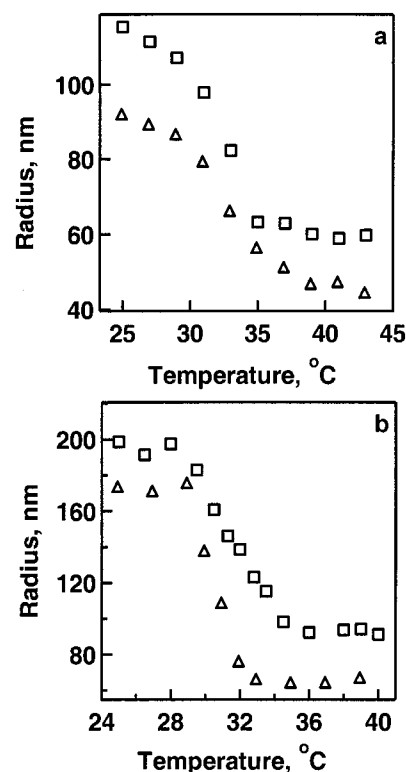 a
100
80
60
40
Radius, nm
25 30 35 40 45
Temperature, °C
b
200
160
120
80
Radius, nm
24 28 32 36 40
Temperature, °C